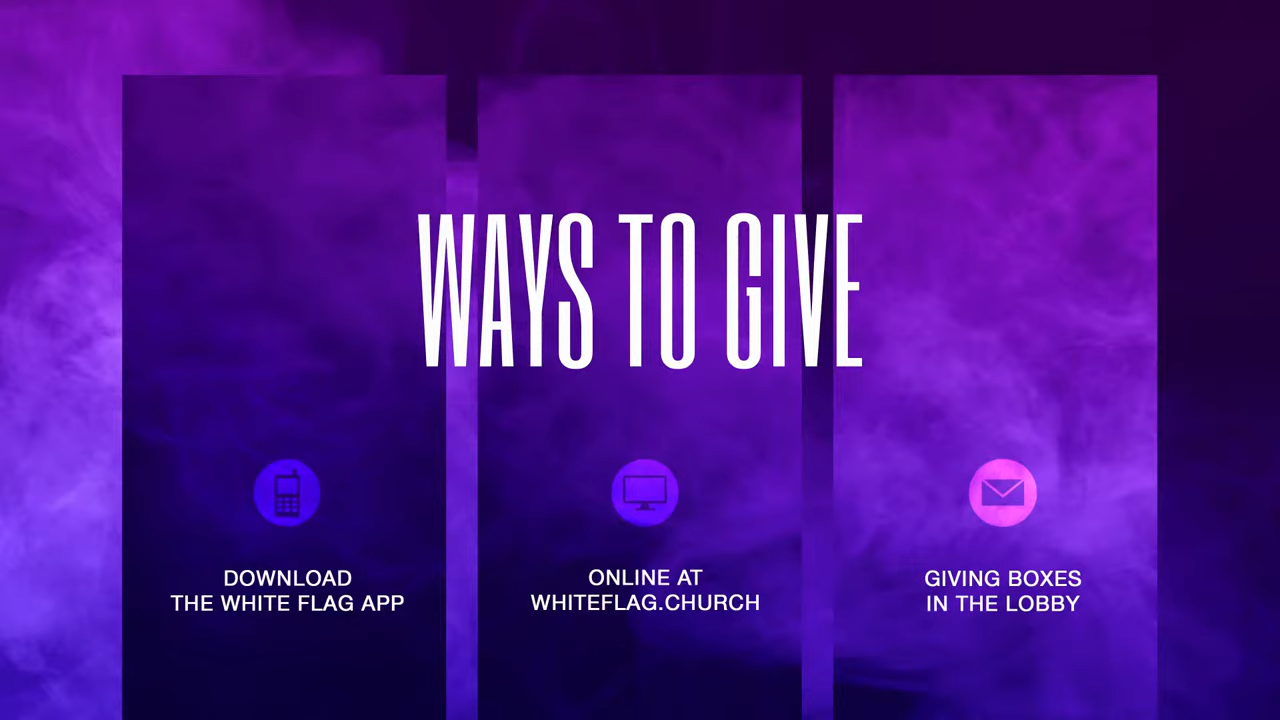 WAYS TO GIVE
DOWNLOAD
THE WHITE FLAG APP
ONLINE AT
WHITEFLAG.CHURCH
GIVING BOXES
IN THE LOBBY